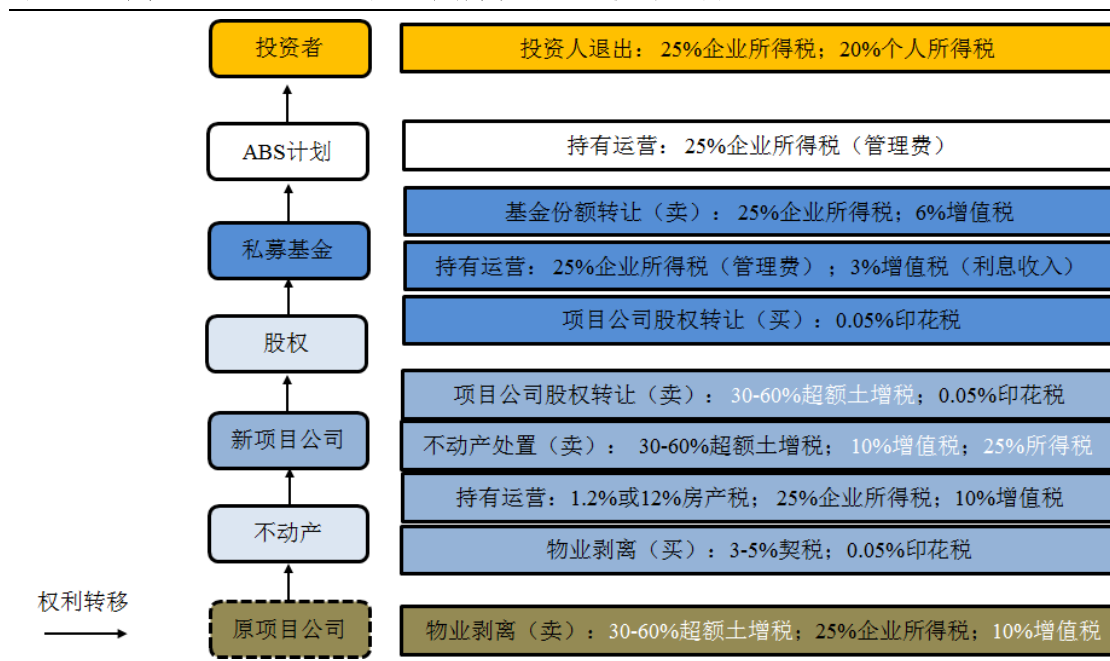 投资者
投资人退出：25%企业所得税；20%个人所得税
ABS计划
持有运营：25%企业所得税（管理费）
基金份额转让（卖）：25%企业所得税；6%增值税
私募基金
持有运营：25%企业所得税（管理费）；3%增值税（利息收入）
项目公司股权转让（买）：0.05%印花税
股权
项目公司股权转让（卖）：30-60%超额土增税；0.05%印花税
新项目公司
不动产处置（卖）：30-60%超额土增税；10%增值税；25%所得税
持有运营：1.2%或12%房产税；25%企业所得税；10%增值税
不动产
物业剥离（买）：3-5%契税；0.05%印花税
权利转移
原项目公司
物业剥离（卖）：30-60%超额土增税；25%企业所得税；10%增值税